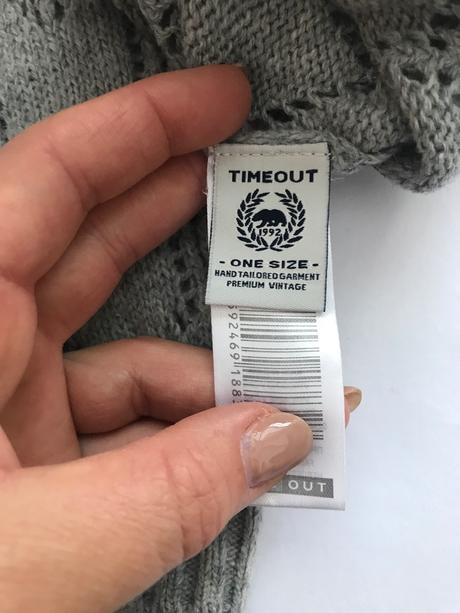 TIMEOUT
1992
- ONE SIZE -
HAND TAILORED GARMENT
PREMIUM VINTAGE
OUT